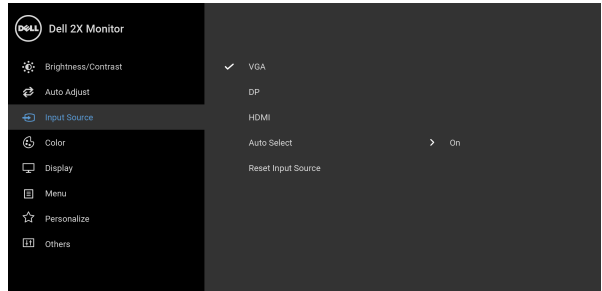 DELL Dell 2X Monitor
Brightness/Contrast
Auto Adjust
Input Source
Color
Display
Menu
Personalize
Others
VGA
DP
HDMI
Auto Select On
Reset Input Source